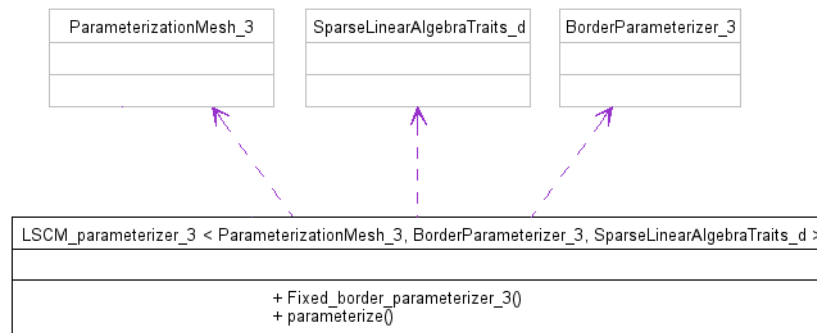 ParameterizationMesh_3
SparseLinearAlgebraTraits_d
BorderParameterizer_3
LSCM_parameterizer_3 < ParameterizationMesh_3, BorderParameterizer_3, SparseLinearAlgebraTraits_d >
+ Fixed_border_parameterizer_3()
+ parameterize()